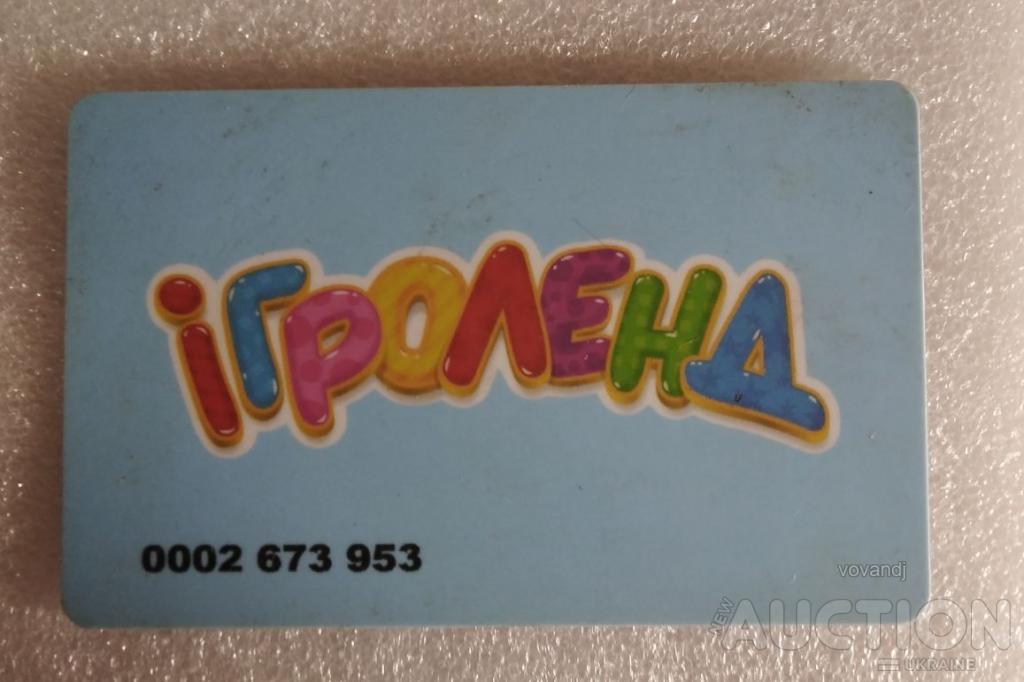 іГРОЛЕНД
0002 673 953
vovandj
NEW AUCTION
UKRAINE